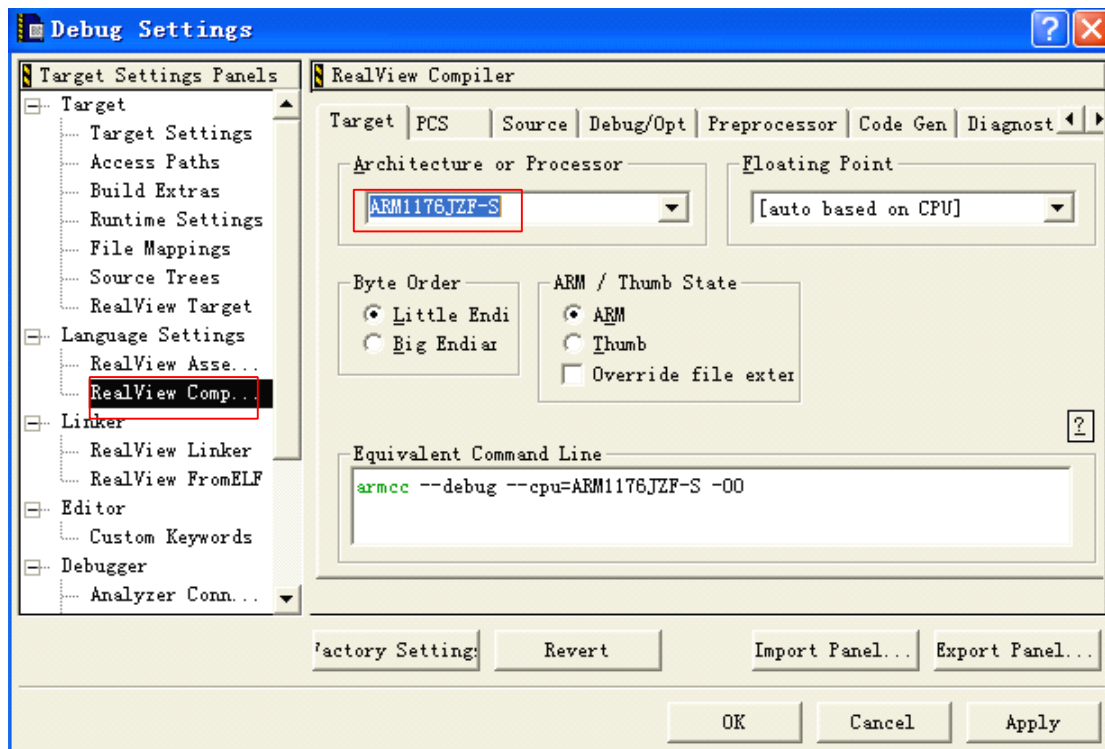 Debug Settings
Target Settings Panels
Target
Target Settings
Access Paths
Build Extras
Runtime Settings
File Mappings
Source Trees
RealView Target
Language Settings
RealView Asse...
RealView Comp...
Linker
RealView Linker
RealView FromELF
Editor
Custom Keywords
Debugger
Analyzer Conn...
RealView Compiler
Target PCS Source Debug/Opt Preprocessor Code Gen Diagnost
Architecture or Processor
ARM1176JZF-S
Floating Point
[auto based on CPU]
Byte Order
Little Endi
Big Endiar
ARM / Thumb State
ARM
Thumb
Override file exter
?
Equivalent Command Line
armcc --debug --cpu=ARM1176JZF-S -O0
Factory Setting: Revert Import Panel... Export Panel...
OK Cancel Apply